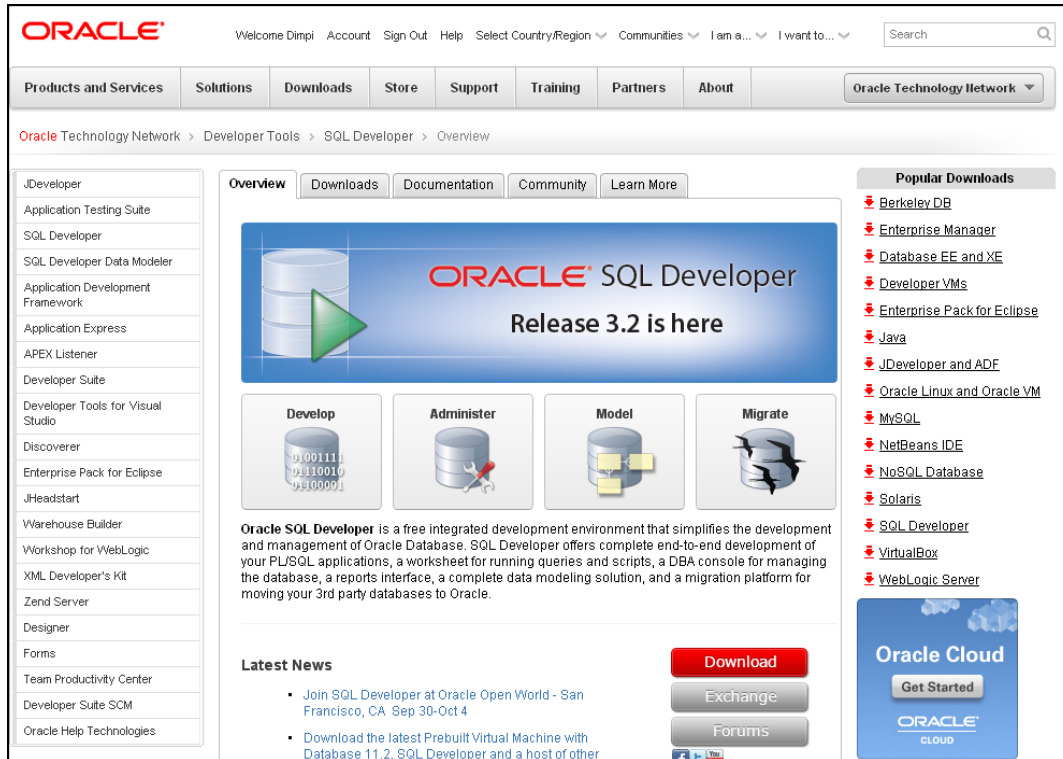 ORACLE
Welcome Dimpi Account Sign Out Help Select Country/Region Communities I am a... I want to... Search
Products and Services Solutions Downloads Store Support Training Partners About Oracle Technology Network
Oracle Technology Network > Developer Tools > SQL Developer > Overview
JDeveloper
Application Testing Suite
SQL Developer
SQL Developer Data Modeler
Application Development
Framework
Application Express
APEX Listener
Developer Suite
Developer Tools for Visual
Studio
Discoverer
Enterprise Pack for Eclipse
JHeadstart
Warehouse Builder
Workshop for WebLogic
XML Developer's Kit
Zend Server
Designer
Forms
Team Productivity Center
Developer Suite SCM
Oracle Help Technologies
Overview Downloads Documentation Community Learn More
ORACLE SQL Developer
Release 3.2 is here
Develop Administer Model Migrate
01001111
01110010
01100001
Oracle SQL Developer is a free integrated development environment that simplifies the development
and management of Oracle Database. SQL Developer offers complete end-to-end development of
your PL/SQL applications, a worksheet for running queries and scripts, a DBA console for managing
the database, a reports interface, a complete data modeling solution, and a migration platform for
moving your 3rd party databases to Oracle.
Latest News
Join SQL Developer at Oracle Open World - San
Francisco, CA Sep 30-Oct 4
Download the latest Prebuilt Virtual Machine with
Database 11.2, SQL Developer and a host of other
Download
Exchange
Forums
You
Popular Downloads
Berkeley DB
Enterprise Manager
Database EE and XE
Developer VMs
Enterprise Pack for Eclipse
Java
JDeveloper and ADF
Oracle Linux and Oracle VM
MySQL
NetBeans IDE
NoSQL Database
Solaris
SQL Developer
VirtualBox
WebLogic Server
Oracle Cloud
Get Started
ORACLE
CLOUD